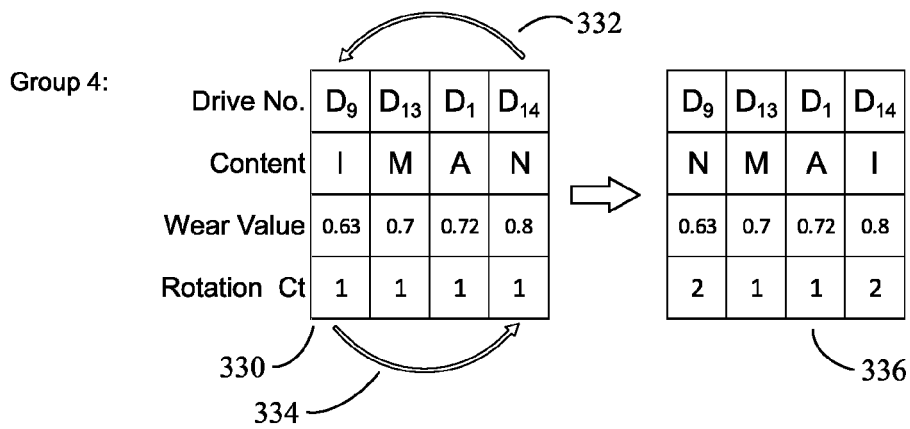 332
Group 4:
Drive No. D9 D13 D1 D14 D9 D13 D1 D14
Content I M A N N M A I
Wear Value 0.63 0.7 0.72 0.8 0.63 0.7 0.72 0.8
Rotation Ct 1 1 1 1 2 1 1 2
330 336
334